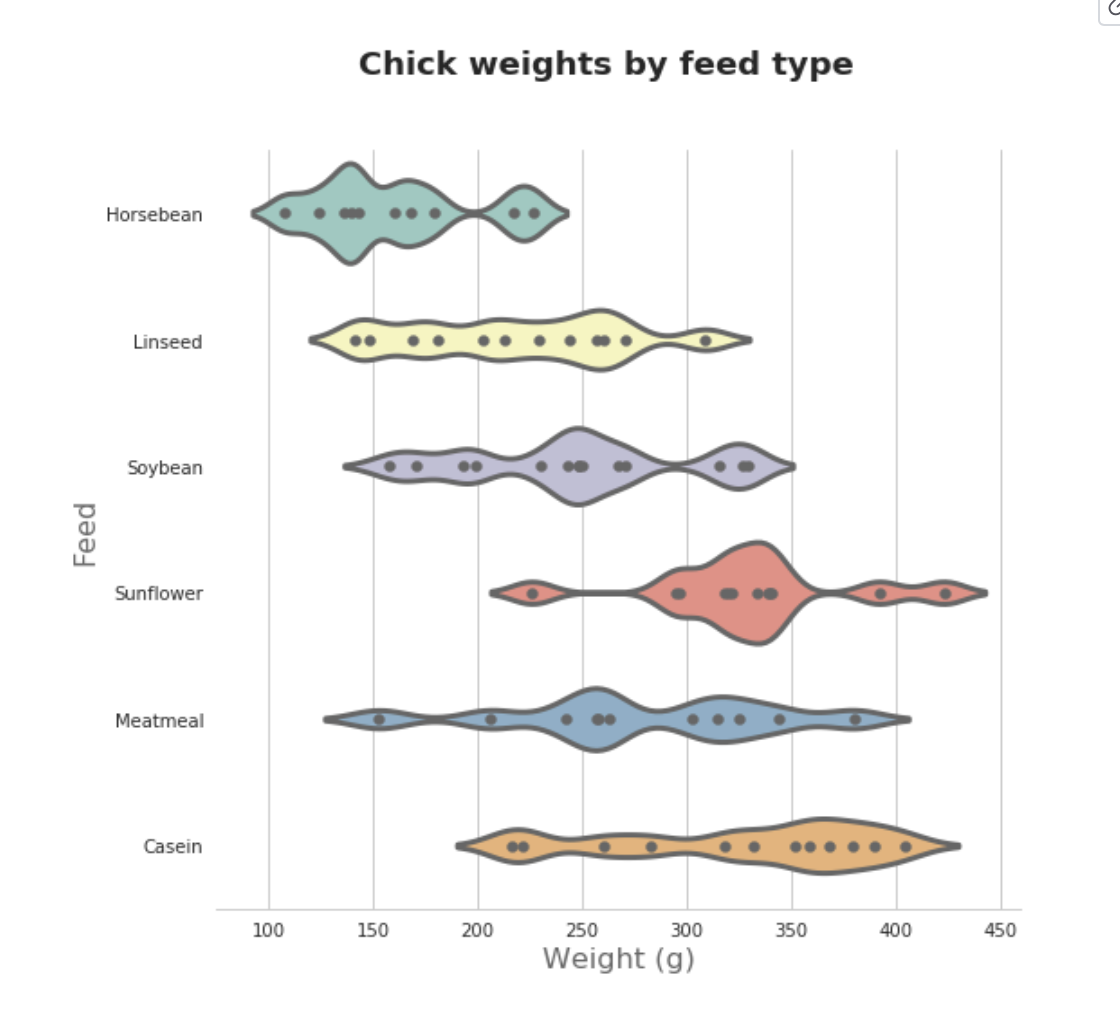 Chick weights by feed type
Horsebean
Linseed
Soybean
Feed
Sunflower
Meatmeal
Casein
100 150 200 250 300 350 400 450
Weight (g)